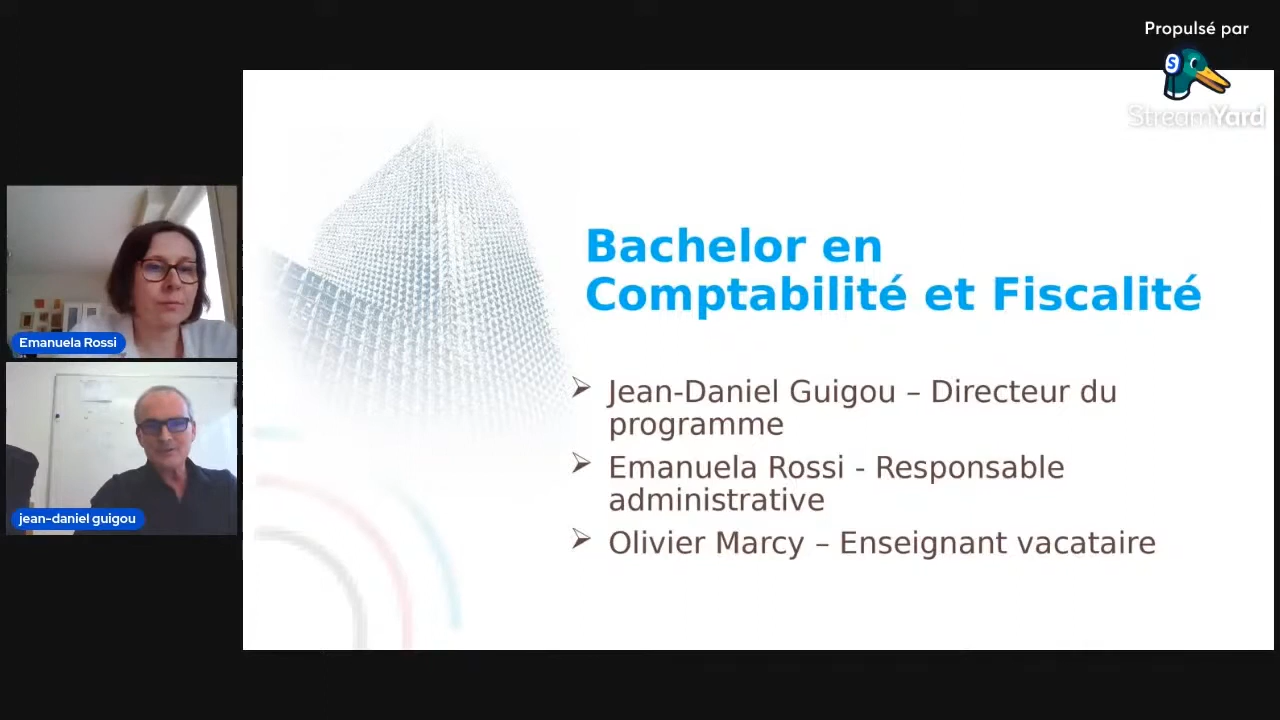 Propulsé par
S
StreamYard
Bachelor en
Comptabilité et Fiscalité
Jean-Daniel Guigou – Directeur du
programme
Emanuela Rossi - Responsable
administrative
Olivier Marcy – Enseignant vacataire
Emanuela Rossi
jean-daniel guigou